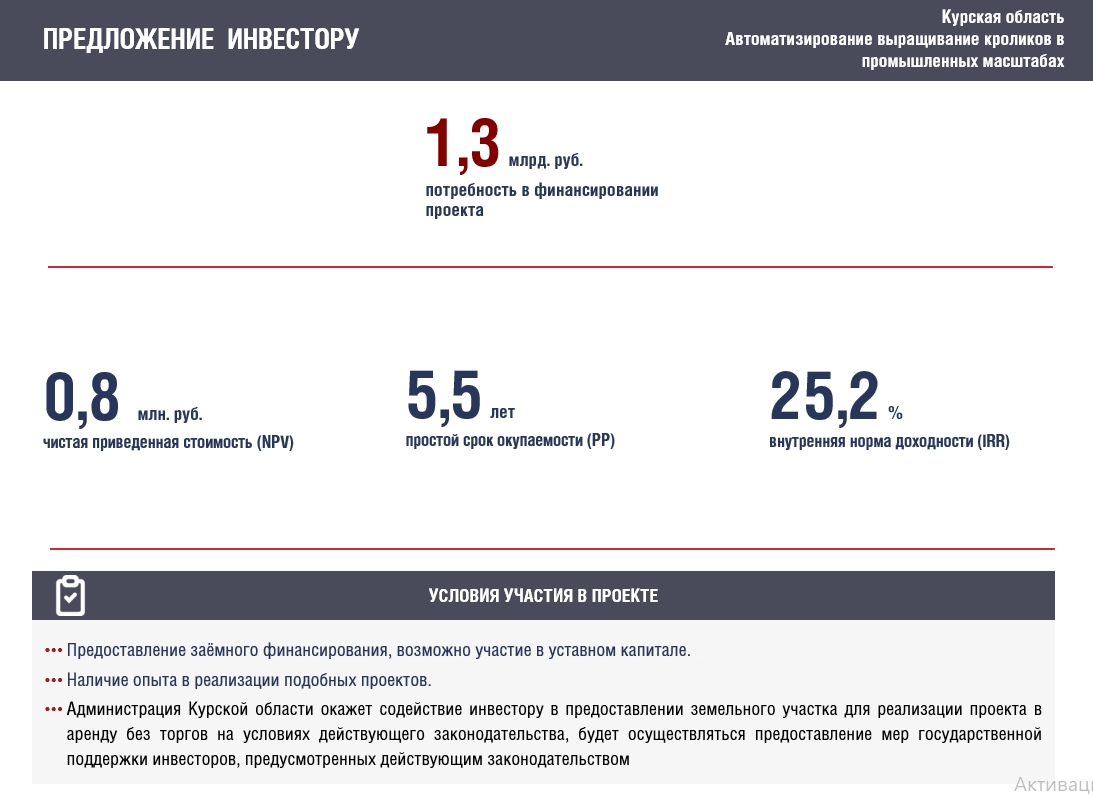 ПРЕДЛОЖЕНИЕ ИНВЕСТОРУ
Курская область
Автоматизирование выращивание кроликов в
промышленных масштабах
1,3 млрд. руб.
потребность в финансировании
проекта
0,8 млн. руб.
чистая приведенная стоимость (NPV)
5,5 лет
простой срок окупаемости (PP)
25,2 %
внутренняя норма доходности (IRR)
УСЛОВИЯ УЧАСТИЯ В ПРОЕКТЕ
••• Предоставление заёмного финансирования, возможно участие в уставном капитале.
••• Наличие опыта в реализации подобных проектов.
••• Администрация Курской области окажет содействие инвестору в предоставлении земельного участка для реализации проекта в
аренду без торгов на условиях действующего законодательства, будет осуществляться предоставление мер государственной
поддержки инвесторов, предусмотренных действующим законодательством